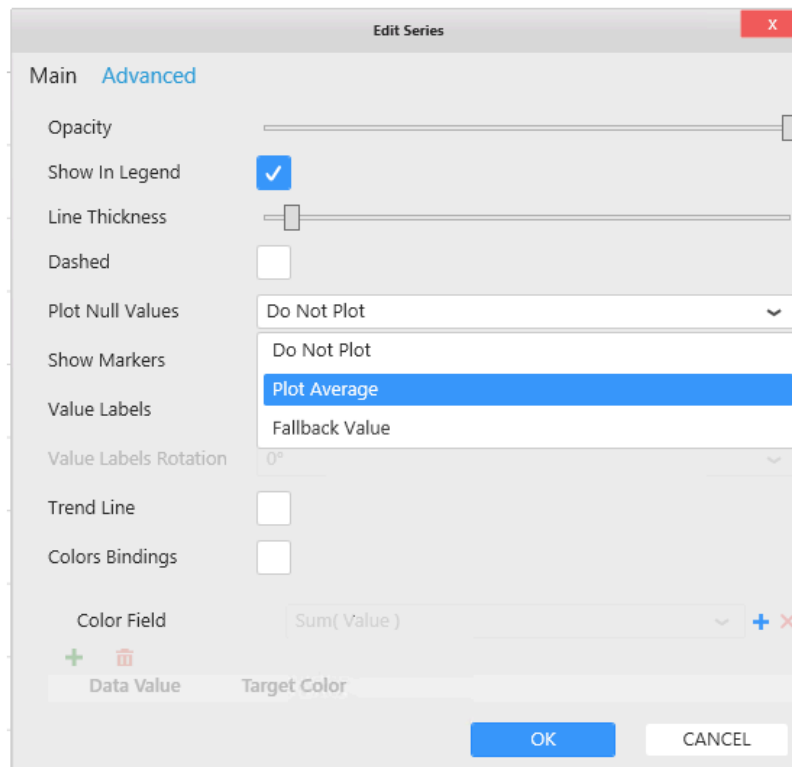 Edit Series
X
Main Advanced
Opacity
Show In Legend
Line Thickness
Dashed
Plot Null Values Do Not Plot
Do Not Plot
Show Markers
Plot Average
Value Labels
Fallback Value
Value Labels Rotation 0°
Trend Line
Colors Bindings
Color Field Sum( Value )
Data Value Target Color
OK CANCEL